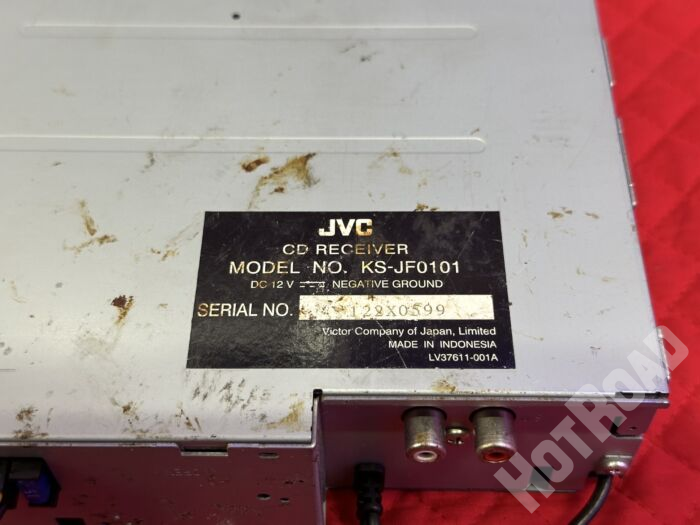 JVC
CD RECEIVER
MODEL NO. KS-JF0101
DC 12 V NEGATIVE GROUND
SERIAL NO. 128X0599
Victor Company of Japan, Limited
MADE IN INDONESIA
LV37611-001A
HOTROAD